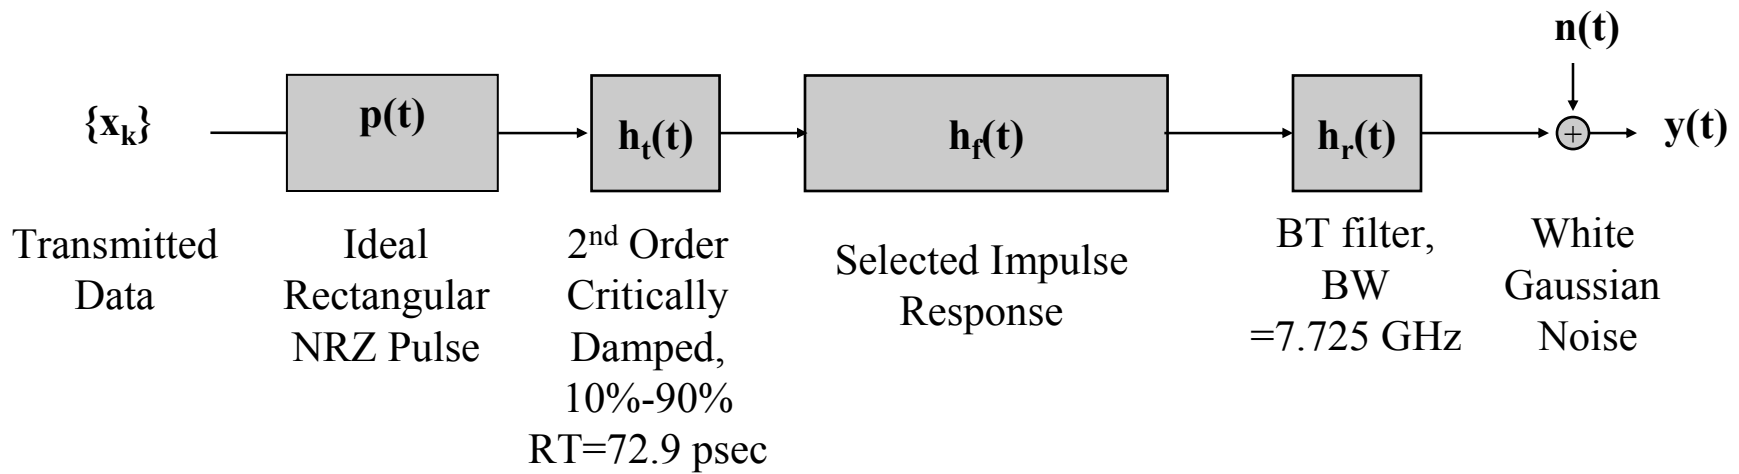 n(t)
{xk}
p(t)
ht(t)
hf(t)
hr(t)
+
y(t)
Transmitted
Data
Ideal
Rectangular
NRZ Pulse
2nd Order
Critically
Damped,
10%-90%
RT=72.9 psec
Selected Impulse
Response
BT filter,
BW
=7.725 GHz
White
Gaussian
Noise